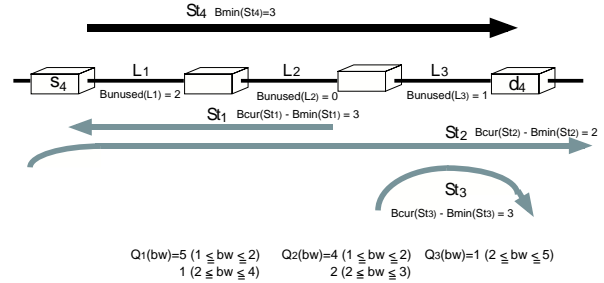 St4 Bmin(St4)=3
s4 L1 L2 L3 d4
Bunused(L1) = 2 Bunused(L2) = 0 Bunused(L3) = 1
St1 Bcur(St1) - Bmin(St1) = 3
St2 Bcur(St2) - Bmin(St2) = 2
St3
Bcur(St3) - Bmin(St3) = 3
Q1(bw)=5 (1 ≦ bw ≦ 2) Q2(bw)=4 (1 ≦ bw ≦ 2) Q3(bw)=1 (2 ≦ bw ≦ 5)
1 (2 ≦ bw ≦ 4) 2 (2 ≦ bw ≦ 3)